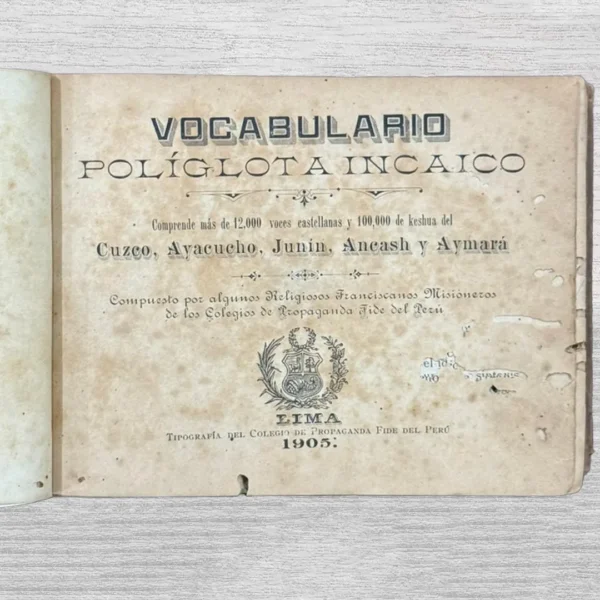 VOCABULARIO
POLÍGLOTA INCAICO
Comprende más de 12.000 voces castellanas y 100,000 de keshua del
Cuzco, Ayacucho, Junín, Ancash y Aymará
Compuesto por algunos Religiosos Franciscanos Misioneros
de los Colegios de Propaganda Fide del Perú
LIMA
Tipografía del Colegio de Propaganda Fide del Perú
1905.